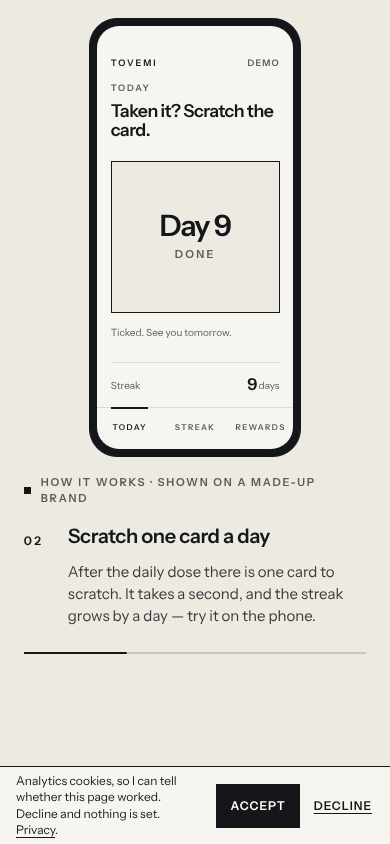 TOVEMI DEMO
TODAY
Taken it? Scratch the
card.
Day 9
DONE
Ticked. See you tomorrow.
Streak 9 days
TODAY STREAK REWARDS
HOW IT WORKS · SHOWN ON A MADE-UP
BRAND
02 Scratch one card a day
After the daily dose there is one card to
scratch. It takes a second, and the streak
grows by a day — try it on the phone.
Analytics cookies, so I can tell
whether this page worked.
Decline and nothing is set.
Privacy.
ACCEPT DECLINE